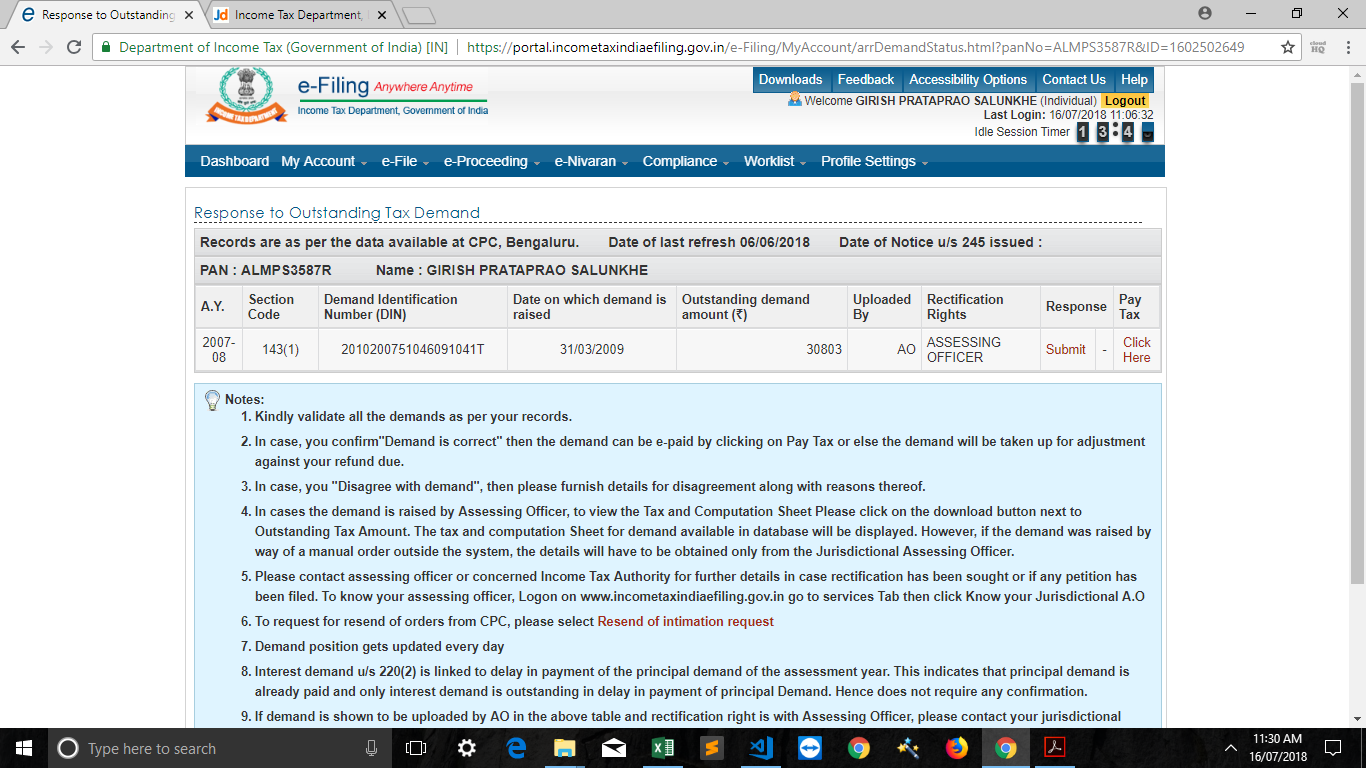 Response to Outstanding
Income Tax Department,
Department of Income Tax (Government of India) [IN]
https://portal.incometaxindiaefiling.gov.in/e-Filing/MyAccount/arrDemandStatus.html?panNo=ALMPS3587R&ID=1602502649
e-Filing Anywhere Anytime
Income Tax Department, Government of India
Downloads Feedback Accessibility Options Contact Us Help
Welcome GIRISH PRATAPRAO SALUNKHE (Individual) Logout
Last Login: 16/07/2018 11:06:32
Idle Session Timer 1 3 : 4
Dashboard My Account e-File e-Proceeding e-Nivaran Compliance Worklist Profile Settings
Response to Outstanding Tax Demand
Records are as per the data available at CPC, Bengaluru. Date of last refresh 06/06/2018 Date of Notice u/s 245 issued :
PAN : ALMPS3587R Name : GIRISH PRATAPRAO SALUNKHE
A.Y.
Section
Code
Demand Identification
Number (DIN)
Date on which demand is
raised
Outstanding demand
amount (₹)
Uploaded
By
Rectification
Rights
Response
Pay
Tax
2007-
08
143(1)
2010200751046091041T
31/03/2009
30803
AO
ASSESSING
OFFICER
Submit
-
Click
Here
Notes:
1. Kindly validate all the demands as per your records.
2. In case, you confirm"Demand is correct" then the demand can be e-paid by clicking on Pay Tax or else the demand will be taken up for adjustment
against your refund due.
3. In case, you "Disagree with demand", then please furnish details for disagreement along with reasons thereof.
4. In cases the demand is raised by Assessing Officer, to view the Tax and Computation Sheet Please click on the download button next to
Outstanding Tax Amount. The tax and computation Sheet for demand available in database will be displayed. However, if the demand was raised by
way of a manual order outside the system, the details will have to be obtained only from the Jurisdictional Assessing Officer.
5. Please contact assessing officer or concerned Income Tax Authority for further details in case rectification has been sought or if any petition has
been filed. To know your assessing officer, Logon on www.incometaxindiaefiling.gov.in go to services Tab then click Know your Jurisdictional A.O
6. To request for resend of orders from CPC, please select Resend of intimation request
7. Demand position gets updated every day
8. Interest demand u/s 220(2) is linked to delay in payment of the principal demand of the assessment year. This indicates that principal demand is
already paid and only interest demand is outstanding in delay in payment of principal Demand. Hence does not require any confirmation.
9. If demand is shown to be uploaded by AO in the above table and rectification right is with Assessing Officer, please contact your jurisdictional
Type here to search
11:30 AM
16/07/2018